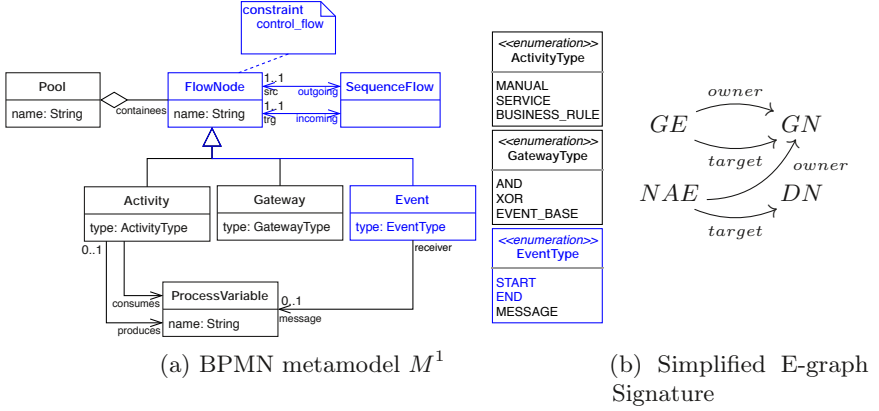 constraint
control_flow
Pool
name: String
containees
FlowNode
name: String
1..1
src
outgoing
1..1
trg
incoming
SequenceFlow
Activity
type: ActivityType
0..1
Gateway
type: GatewayType
Event
type: EventType
receiver
consumes
produces
ProcessVariable
name: String
0..1
message
<<enumeration>>
ActivityType
MANUAL
SERVICE
BUSINESS_RULE
<<enumeration>>
GatewayType
AND
XOR
EVENT_BASE
<<enumeration>>
EventType
START
END
MESSAGE
(a) BPMN metamodel M¹
owner
GE GN
target
owner
NAE DN
target
(b) Simplified E-graph
Signature